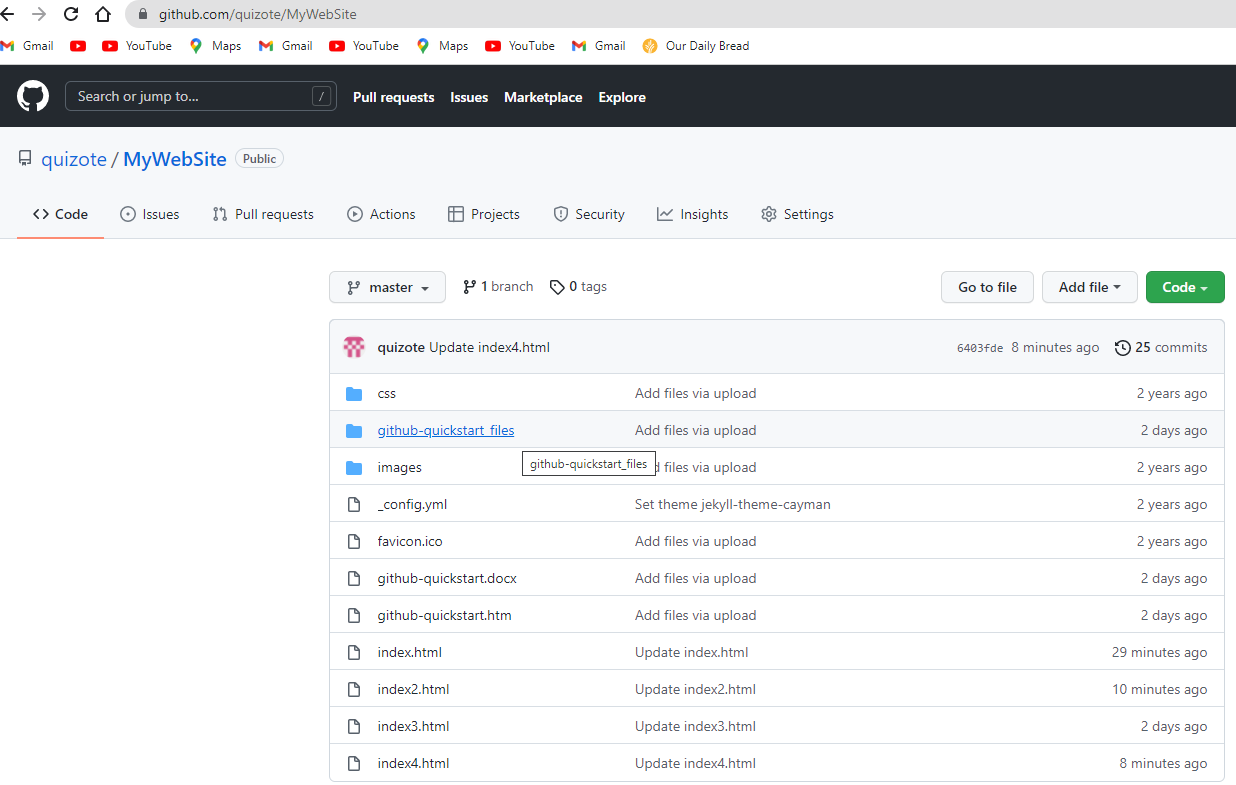 github.com/quizote/MyWebSite
Gmail YouTube Maps Gmail YouTube Maps YouTube Gmail Our Daily Bread
Search or jump to... / Pull requests Issues Marketplace Explore
quizote / MyWebSite Public
Code Issues Pull requests Actions Projects Security Insights Settings
master 1 branch 0 tags Go to file Add file Code
quizote Update index4.html 6403fde 8 minutes ago 25 commits
css Add files via upload 2 years ago
github-quickstart_files Add files via upload 2 days ago
github-quickstart_files
images files via upload 2 years ago
_config.yml Set theme jekyll-theme-cayman 2 years ago
favicon.ico Add files via upload 2 years ago
github-quickstart.docx Add files via upload 2 days ago
github-quickstart.htm Add files via upload 2 days ago
index.html Update index.html 29 minutes ago
index2.html Update index2.html 10 minutes ago
index3.html Update index3.html 2 days ago
index4.html Update index4.html 8 minutes ago